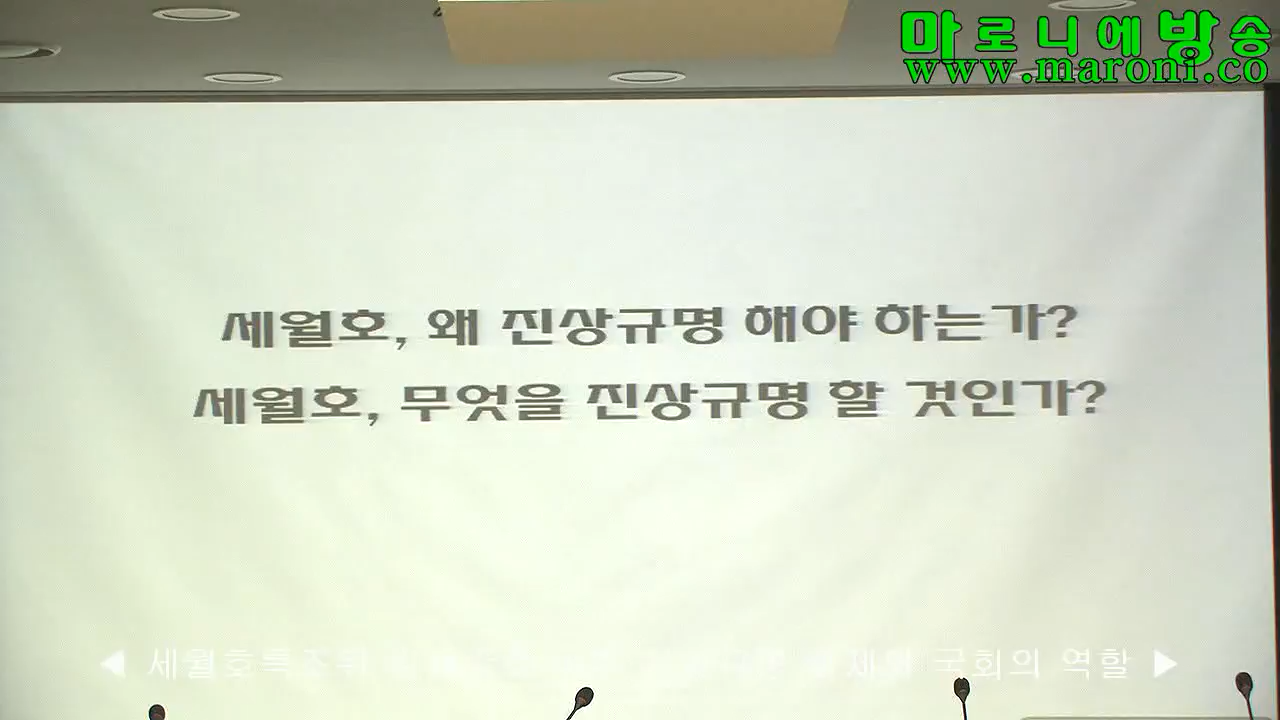 마로니에방송
www.maroni.co
세월호, 왜 진상규명 해야 하는가?
세월호, 무엇을 진상규명 할 것인가?
◀ 세월호특조위 국회의 역할 ▶